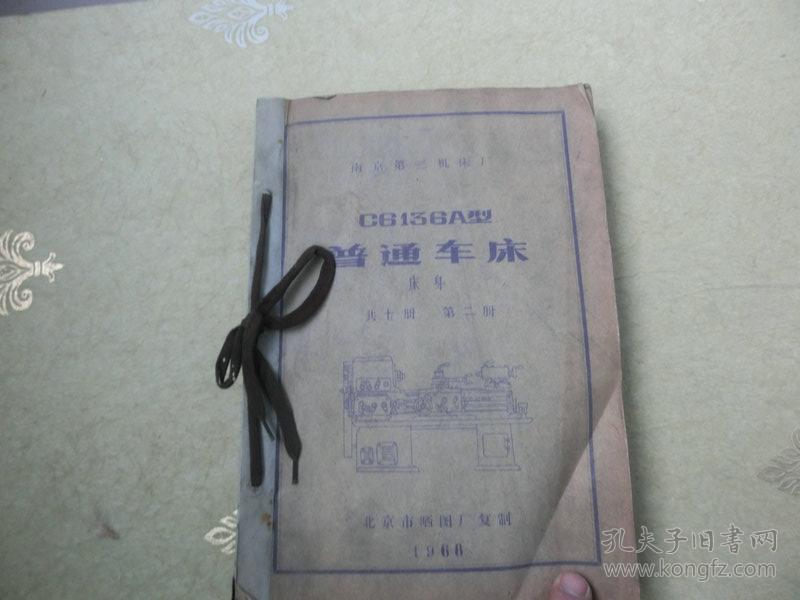 南京第二机床厂
C6136A型
普通车床
床身
共十册 第二册
北京市晒图厂复制
1966
孔夫子旧书网
www.kongfz.com